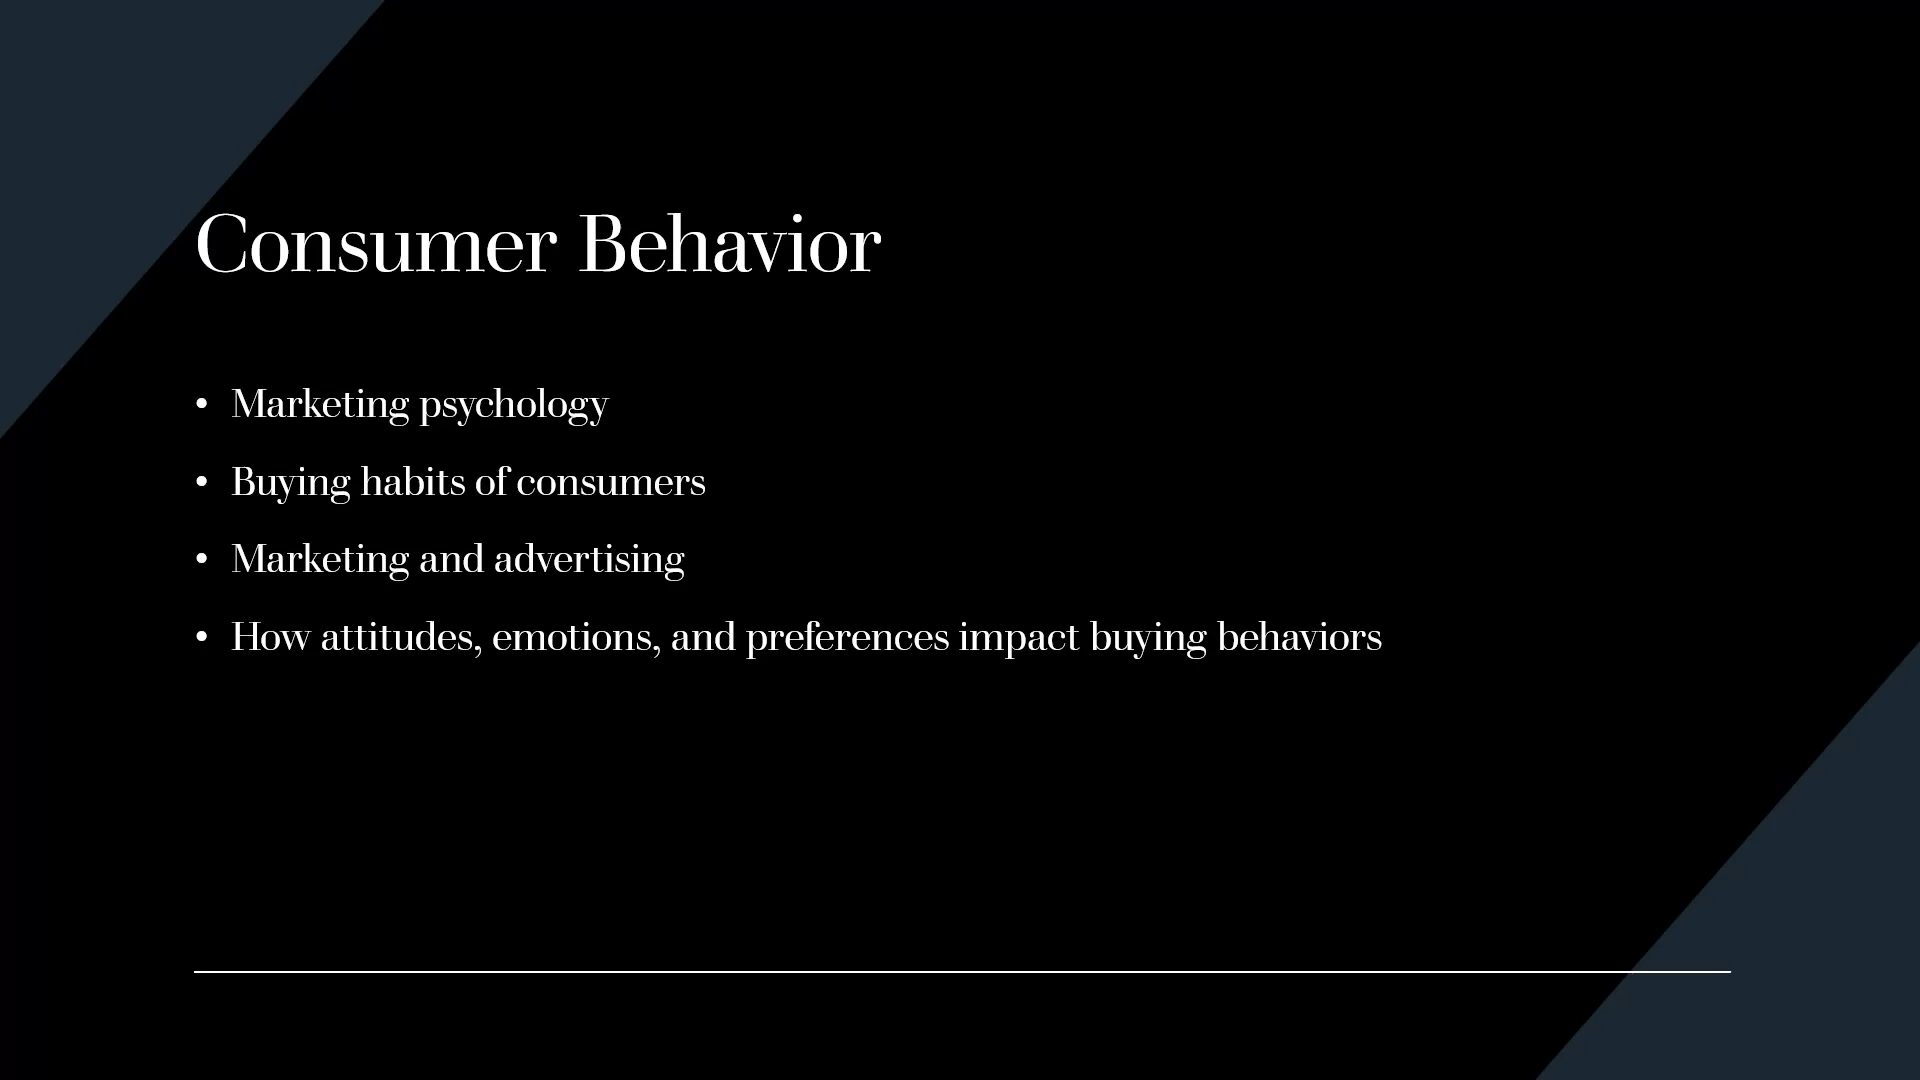 Consumer Behavior
• Marketing psychology
• Buying habits of consumers
• Marketing and advertising
• How attitudes, emotions, and preferences impact buying behaviors